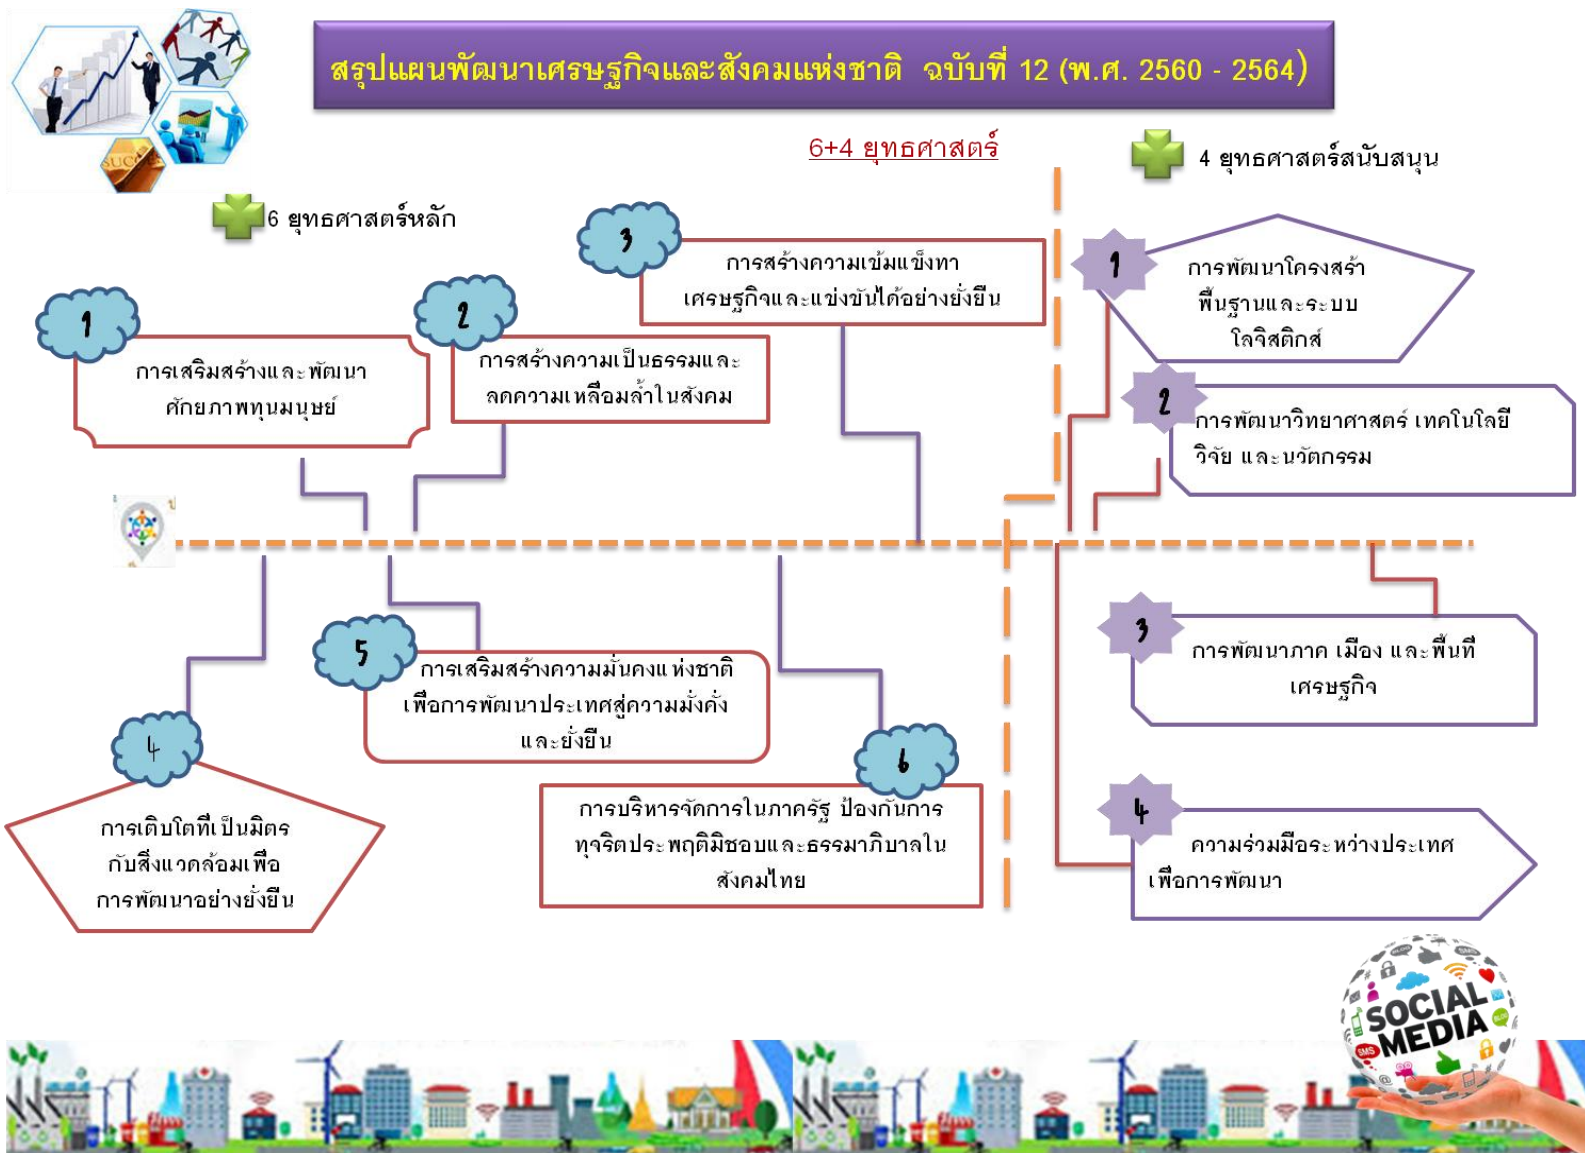 สรุปแผนพัฒนาเศรษฐกิจและสังคมแห่งชาติ ฉบับที่ 12 (พ.ศ. 2560 - 2564)
6+4 ยุทธศาสตร์
4 ยุทธศาสตร์สนับสนุน
6 ยุทธศาสตร์หลัก
1
การเสริมสร้างและพัฒนา
ศักยภาพทุนมนุษย์
2
การสร้างความเป็นธรรมและ
ลดความเหลื่อมล้ำในสังคม
3
การสร้างความเข้มแข็งทา
เศรษฐกิจและแข่งขันได้อย่างยั่งยืน
4
การเติบโตที่เป็นมิตร
กับสิ่งแวดล้อมเพื่อ
การพัฒนาอย่างยั่งยืน
5
การเสริมสร้างความมั่นคงแห่งชาติ
เพื่อการพัฒนาประเทศสู่ความมั่งคั่ง
และยั่งยืน
6
การบริหารจัดการในภาครัฐ ป้องกันการ
ทุจริตประพฤติมิชอบและธรรมาภิบาลใน
สังคมไทย
1
การพัฒนาโครงสร้า
พื้นฐานและระบบ
โลจิสติกส์
2
การพัฒนาวิทยาศาสตร์ เทคโนโลยี
วิจัย และนวัตกรรม
3
การพัฒนาภาค เมือง และพื้นที่
เศรษฐกิจ
4
ความร่วมมือระหว่างประเทศ
เพื่อการพัฒนา
SOCIAL
MEDIA
SMS
SMS
BLOG